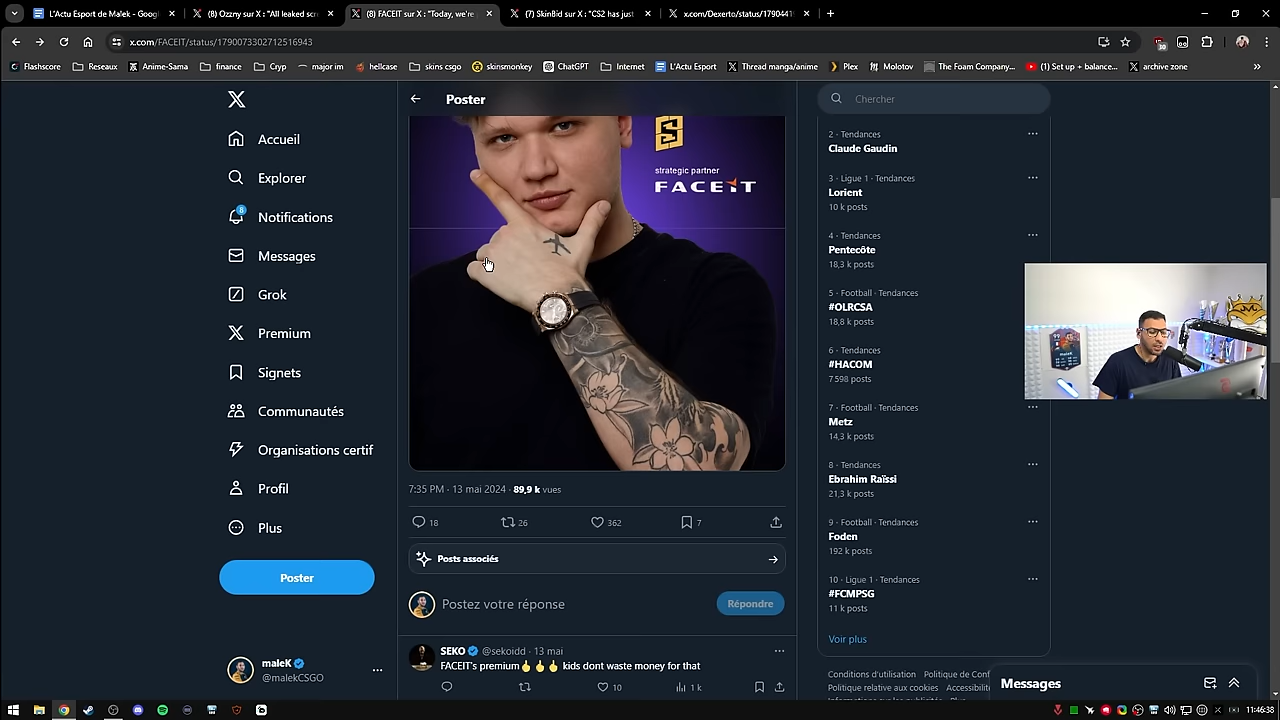 L'Actu Esport de Malek - Googl
(8) Ozzny sur X : "All leaked scr
(8) FACEIT sur X : "Today, we're
(7) SkinBid sur X : "CS2 has just
x.com/Dexerto/status/1790441
x.com/FACEIT/status/1790073302712516943
Flashscore
Reseaux
Anime-Sama
finance
Cryp
major im
hellcase
skins csgo
skinsmonkey
ChatGPT
Internet
L'Actu Esport
Thread manga/anime
Plex
Molotov
The Foam Company...
(1) Set up + balance...
archive zone
Accueil
Explorer
8
Notifications
Messages
Grok
Premium
Signets
Communautés
Organisations certif
Profil
Plus
Poster
maleK
@malekCSGO
Poster
strategic partner
FACEIT
7:35 PM · 13 mai 2024 · 89,9 k vues
18
26
362
7
Posts associés
Postez votre réponse
Répondre
SEKO @sekoidd · 13 mai
FACEIT's premium👆👆👆 kids dont waste money for that
10
1 k
Chercher
2 · Tendances
Claude Gaudin
3 · Ligue 1 · Tendances
Lorient
10 k posts
4 · Tendances
Pentecôte
18,3 k posts
5 · Football · Tendances
#OLRCSA
18,8 k posts
6 · Tendances
#HACOM
7 598 posts
7 · Football · Tendances
Metz
14,3 k posts
8 · Tendances
Ebrahim Raïssi
21,3 k posts
9 · Football · Tendances
Foden
192 k posts
10 · Ligue 1 · Tendances
#FCMPSG
11 k posts
Voir plus
Conditions d'utilisation Politique de Conf
Politique relative aux cookies Accessibilité
Messages
11:46:38